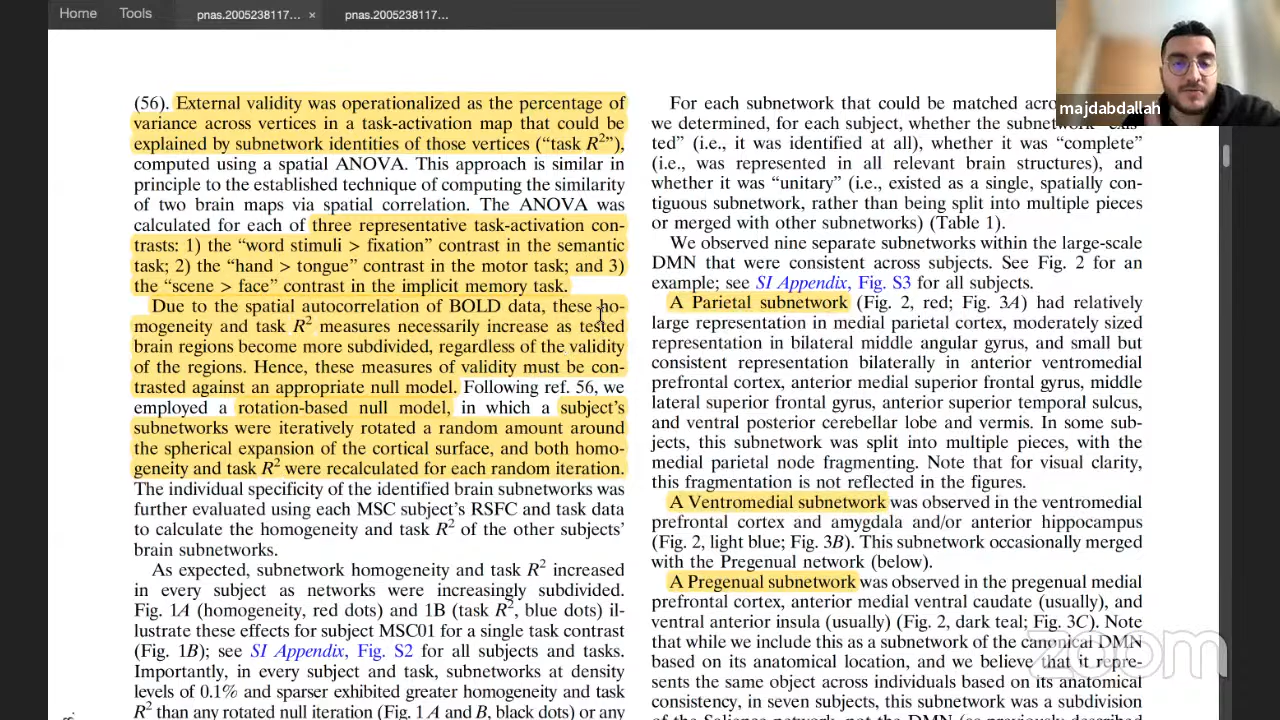 Home
Tools
pnas.2005238117... ×
pnas.2005238117...
majdabdallah
(56). External validity was operationalized as the percentage of
variance across vertices in a task-activation map that could be
explained by subnetwork identities of those vertices (“task R2”),
computed using a spatial ANOVA. This approach is similar in
principle to the established technique of computing the similarity
of two brain maps via spatial correlation. The ANOVA was
calculated for each of three representative task-activation con-
trasts: 1) the “word stimuli > fixation” contrast in the semantic
task; 2) the “hand > tongue” contrast in the motor task; and 3)
the “scene > face” contrast in the implicit memory task.
Due to the spatial autocorrelation of BOLD data, these ho-
mogeneity and task R2 measures necessarily increase as tested
brain regions become more subdivided, regardless of the validity
of the regions. Hence, these measures of validity must be con-
trasted against an appropriate null model. Following ref. 56, we
employed a rotation-based null model, in which a subject’s
subnetworks were iteratively rotated a random amount around
the spherical expansion of the cortical surface, and both homo-
geneity and task R2 were recalculated for each random iteration.
The individual specificity of the identified brain subnetworks was
further evaluated using each MSC subject’s RSFC and task data
to calculate the homogeneity and task R2 of the other subjects’
brain subnetworks.
As expected, subnetwork homogeneity and task R2 increased
in every subject as networks were increasingly subdivided.
Fig. 1A (homogeneity, red dots) and 1B (task R2, blue dots) il-
lustrate these effects for subject MSC01 for a single task contrast
(Fig. 1B); see SI Appendix, Fig. S2 for all subjects and tasks.
Importantly, in every subject and task, subnetworks at density
levels of 0.1% and sparser exhibited greater homogeneity and task
R2 than any rotated null iteration (Fig. 1 A and B, black dots) or any
For each subnetwork that could be matched
we determined, for each subject, whether the subnetwork
ted” (i.e., it was identified at all), whether it was “complete”
(i.e., was represented in all relevant brain structures), and
whether it was “unitary” (i.e., existed as a single, spatially con-
tiguous subnetwork, rather than being split into multiple pieces
or merged with other subnetworks) (Table 1).
We observed nine separate subnetworks within the large-scale
DMN that were consistent across subjects. See Fig. 2 for an
example; see SI Appendix, Fig. S3 for all subjects.
A Parietal subnetwork (Fig. 2, red; Fig. 3A) had relatively
large representation in medial parietal cortex, moderately sized
representation in bilateral middle angular gyrus, and small but
consistent representation bilaterally in anterior ventromedial
prefrontal cortex, anterior medial superior frontal gyrus, middle
lateral superior frontal gyrus, anterior superior temporal sulcus,
and ventral posterior cerebellar lobe and vermis. In some sub-
jects, this subnetwork was split into multiple pieces, with the
medial parietal node fragmenting. Note that for visual clarity,
this fragmentation is not reflected in the figures.
A Ventromedial subnetwork was observed in the ventromedial
prefrontal cortex and amygdala and/or anterior hippocampus
(Fig. 2, light blue; Fig. 3B). This subnetwork occasionally merged
with the Pregenual network (below).
A Pregenual subnetwork was observed in the pregenual medial
prefrontal cortex, anterior medial ventral caudate (usually), and
ventral anterior insula (usually) (Fig. 2, dark teal; Fig. 3C). Note
that while we include this as a subnetwork of the canonical DMN
based on its anatomical location, and we believe that it repre-
sents the same object across individuals based on its anatomical
consistency, in seven subjects, this subnetwork was a subdivision
of the Salience network, not the DMN (as previously described
zoom